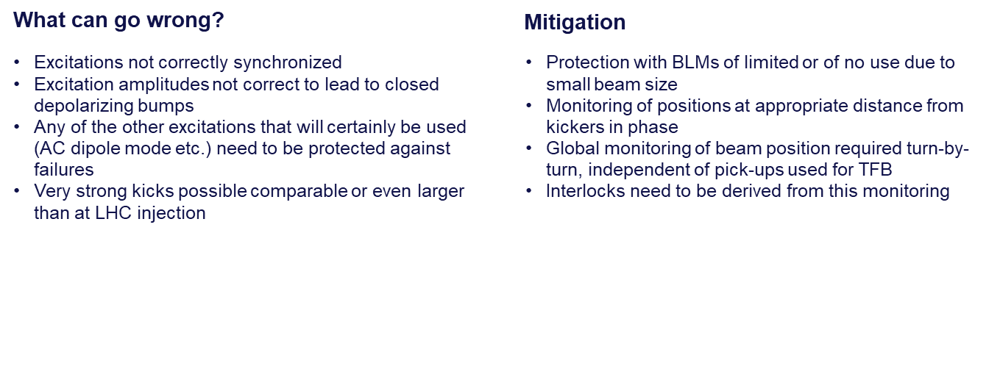 What can go wrong?
• Excitations not correctly synchronized
• Excitation amplitudes not correct to lead to closed
depolarizing bumps
• Any of the other excitations that will certainly be used
(AC dipole mode etc.) need to be protected against
failures
• Very strong kicks possible comparable or even larger
than at LHC injection
Mitigation
• Protection with BLMs of limited or of no use due to
small beam size
• Monitoring of positions at appropriate distance from
kickers in phase
• Global monitoring of beam position required turn-by-
turn, independent of pick-ups used for TFB
• Interlocks need to be derived from this monitoring